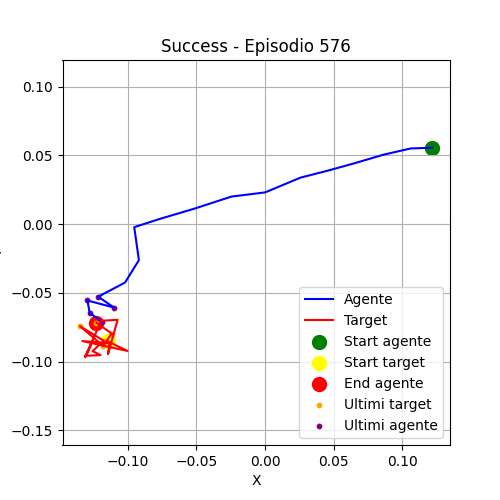 Success - Episodio 576
0.10
0.05
0.00
−0.05
−0.10
−0.15
−0.10
−0.05
0.00
0.05
0.10
X
Agente
Target
Start agente
Start target
End agente
Ultimi target
Ultimi agente